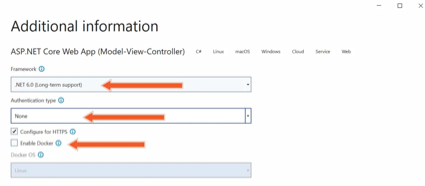 Additional information
ASP.NET Core Web App (Model-View-Controller) C# Linux macOS Windows Cloud Service Web
Framework
.NET 6.0 (Long-term support)
Authentication type
None
Configure for HTTPS
Enable Docker
Docker OS
Linux